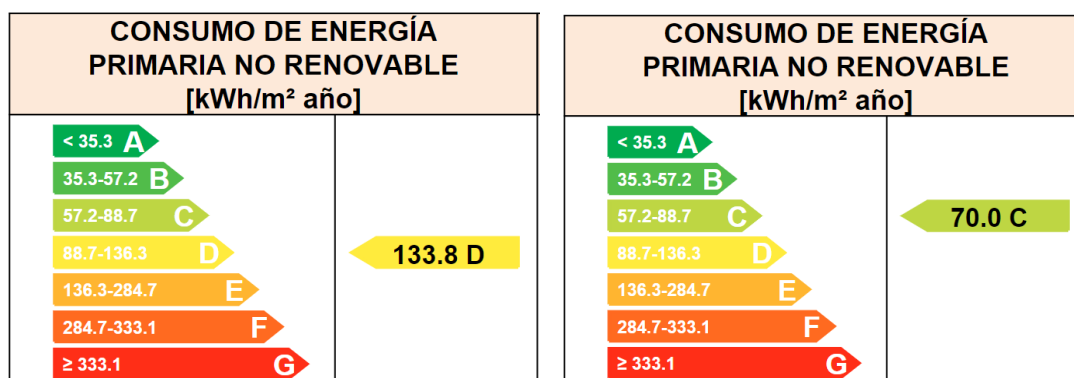 CONSUMO DE ENERGÍA
PRIMARIA NO RENOVABLE
[kWh/m² año]
< 35.3 A
35.3-57.2 B
57.2-88.7 C
88.7-136.3 D
133.8 D
136.3-284.7 E
284.7-333.1 F
≥ 333.1 G
CONSUMO DE ENERGÍA
PRIMARIA NO RENOVABLE
[kWh/m² año]
< 35.3 A
35.3-57.2 B
57.2-88.7 C
70.0 C
88.7-136.3 D
136.3-284.7 E
284.7-333.1 F
≥ 333.1 G